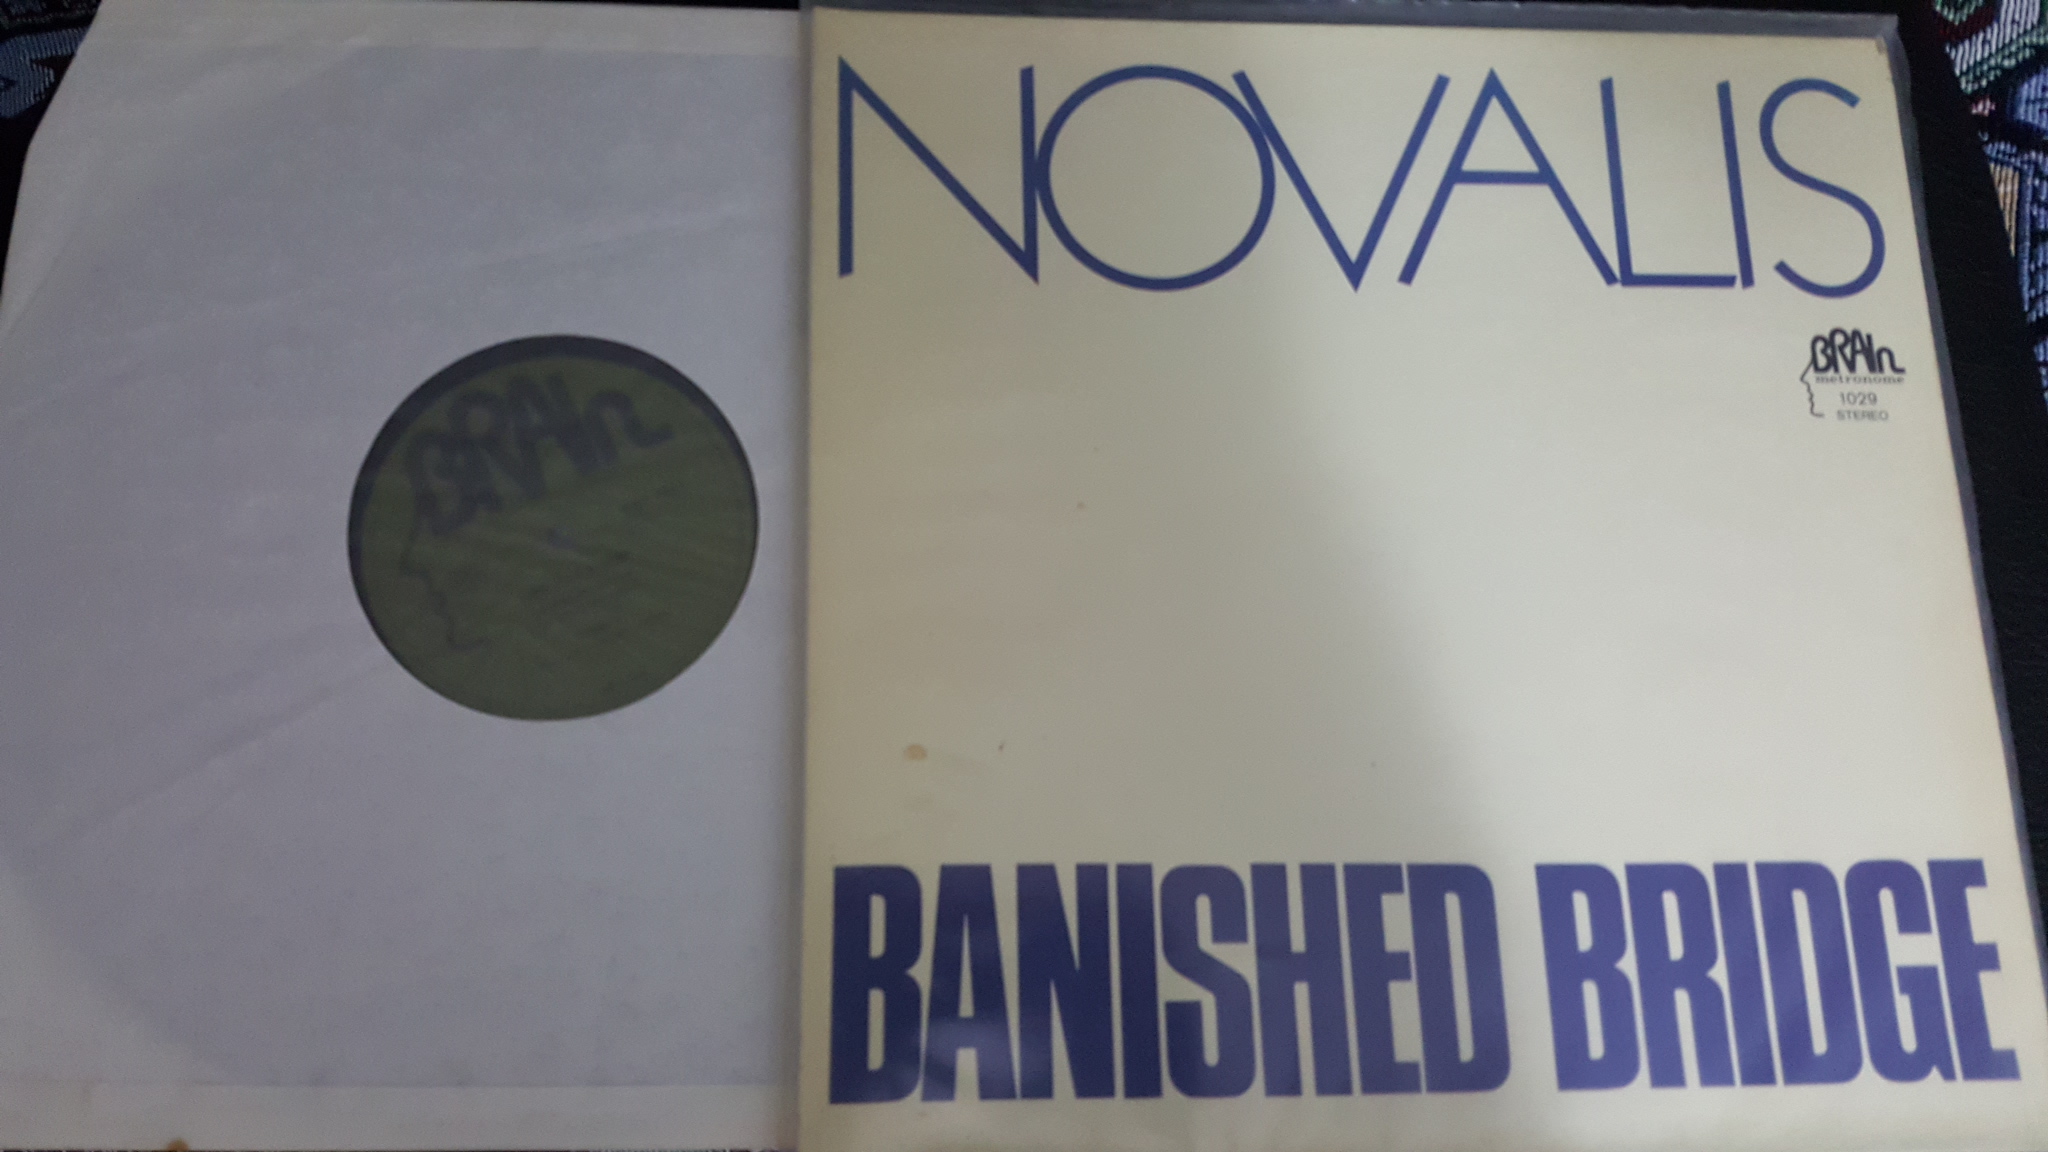 BRAIn
NOVALIS
BRAIn
metronome
1029
STEREO
BANISHED BRIDGE